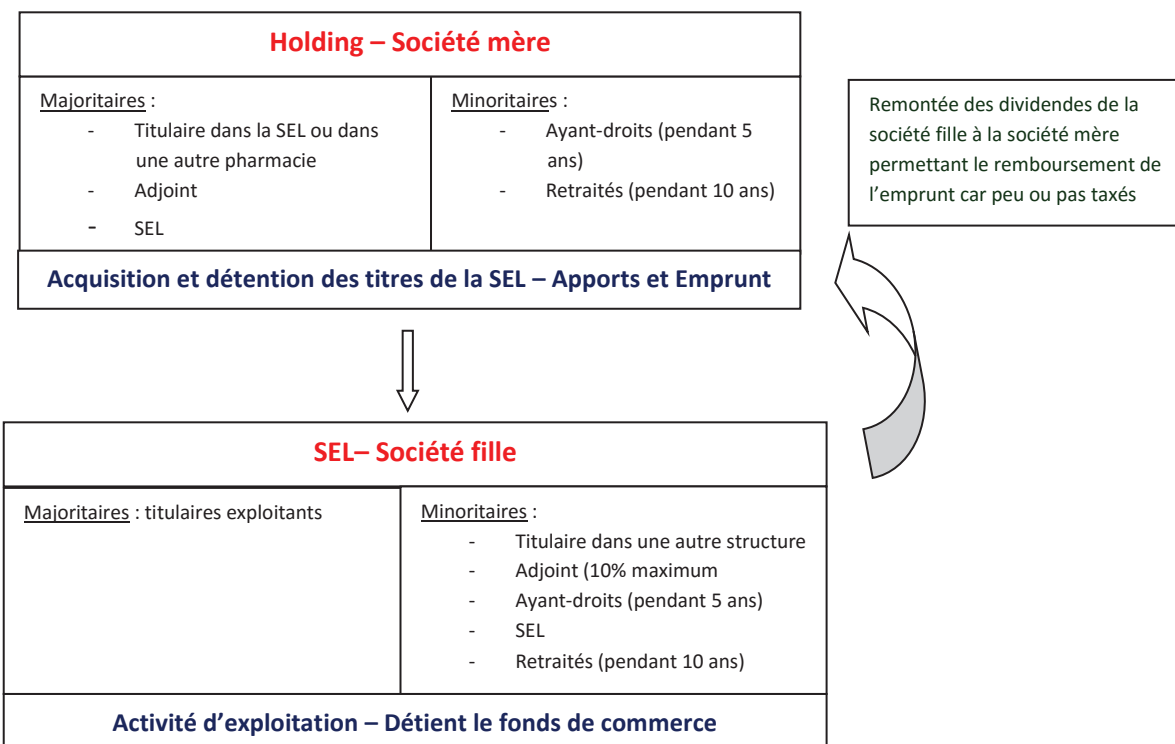 Holding – Société mère
Majoritaires :
- Titulaire dans la SEL ou dans
une autre pharmacie
- Adjoint
- SEL
Minoritaires :
- Ayant-droits (pendant 5
ans)
- Retraités (pendant 10 ans)
Acquisition et détention des titres de la SEL – Apports et Emprunt
Remontée des dividendes de la
société fille à la société mère
permettant le remboursement de
l’emprunt car peu ou pas taxés
SEL– Société fille
Majoritaires : titulaires exploitants
Minoritaires :
- Titulaire dans une autre structure
- Adjoint (10% maximum
- Ayant-droits (pendant 5 ans)
- SEL
- Retraités (pendant 10 ans)
Activité d’exploitation – Détient le fonds de commerce